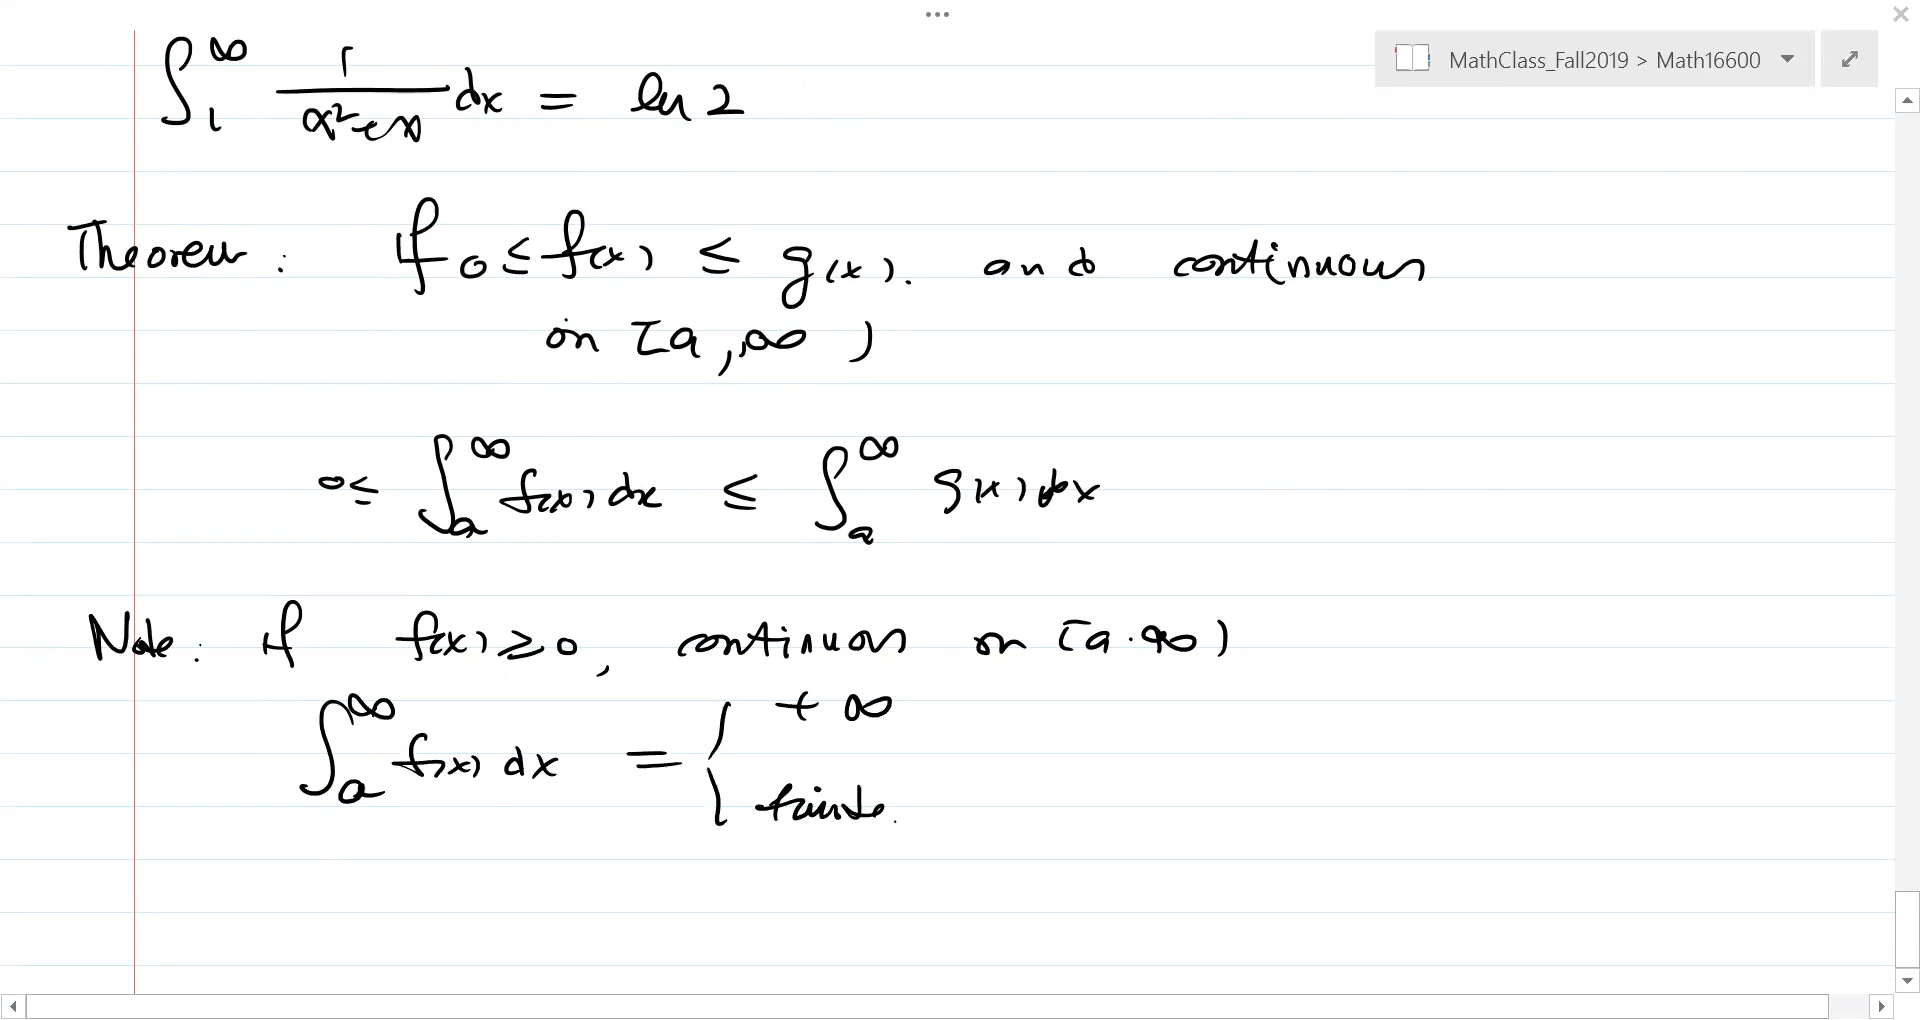 ∫₁^∞ 1/(x²+x) dx = ln 2
MathClass_Fall2019 > Math16600
Theorem: If 0 ≤ f(x) ≤ g(x). and continuous
on [a, ∞)
0 ≤ ∫ₐ^∞ f(x) dx ≤ ∫ₐ^∞ g(x) dx
Note: If f(x) ≥ 0, continuous on [a.∞)
∫ₐ^∞ f(x) dx = { +∞
finite.